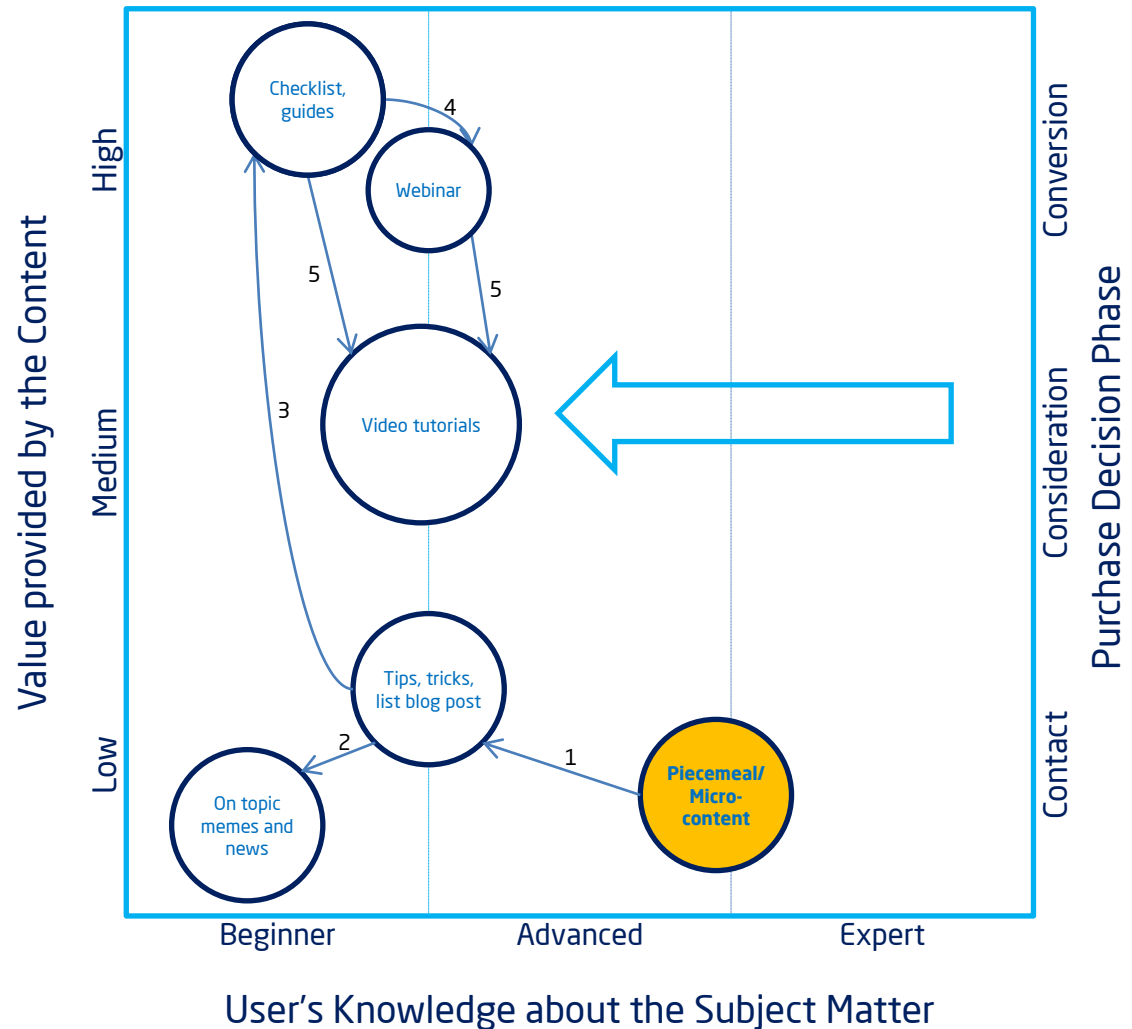 Checklist,
guides
4
Webinar
5
5
3
Video tutorials
Tips, tricks,
list blog post
2
1
On topic
memes and
news
Piecemeal/
Micro-
content
High
Medium
Low
Value provided by the Content
Conversion
Consideration
Contact
Purchase Decision Phase
Beginner
Advanced
Expert
User's Knowledge about the Subject Matter